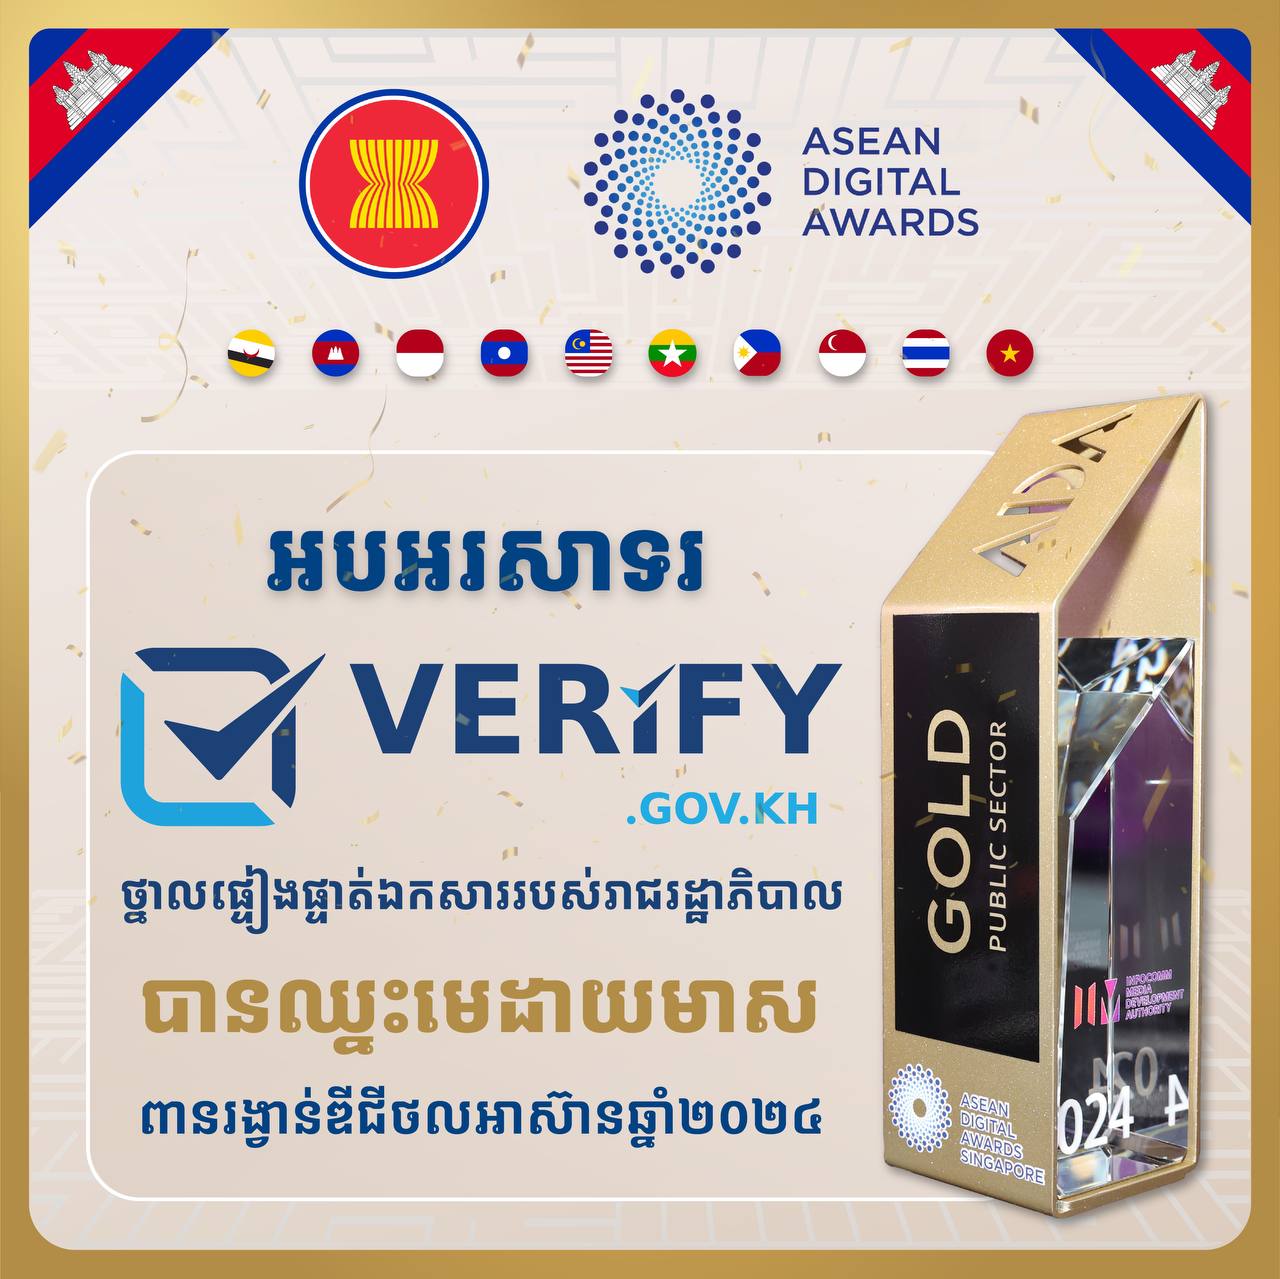 ASEAN
DIGITAL
AWARDS
អបអរសាទរ
VERIFY
.GOV.KH
ថ្នាលផ្ទៀងផ្ទាត់ឯកសាររបស់រាជរដ្ឋាភិបាល
បានឈ្នះមេដាយមាស
ពានរង្វាន់ឌីជីថលអាស៊ានឆ្នាំ២០២៤
ADA
GOLD
PUBLIC SECTOR
INFOCOMM
MEDIA
DEVELOPMENT
AUTHORITY
ASEAN
DIGITAL
AWARDS
SINGAPORE
024 A